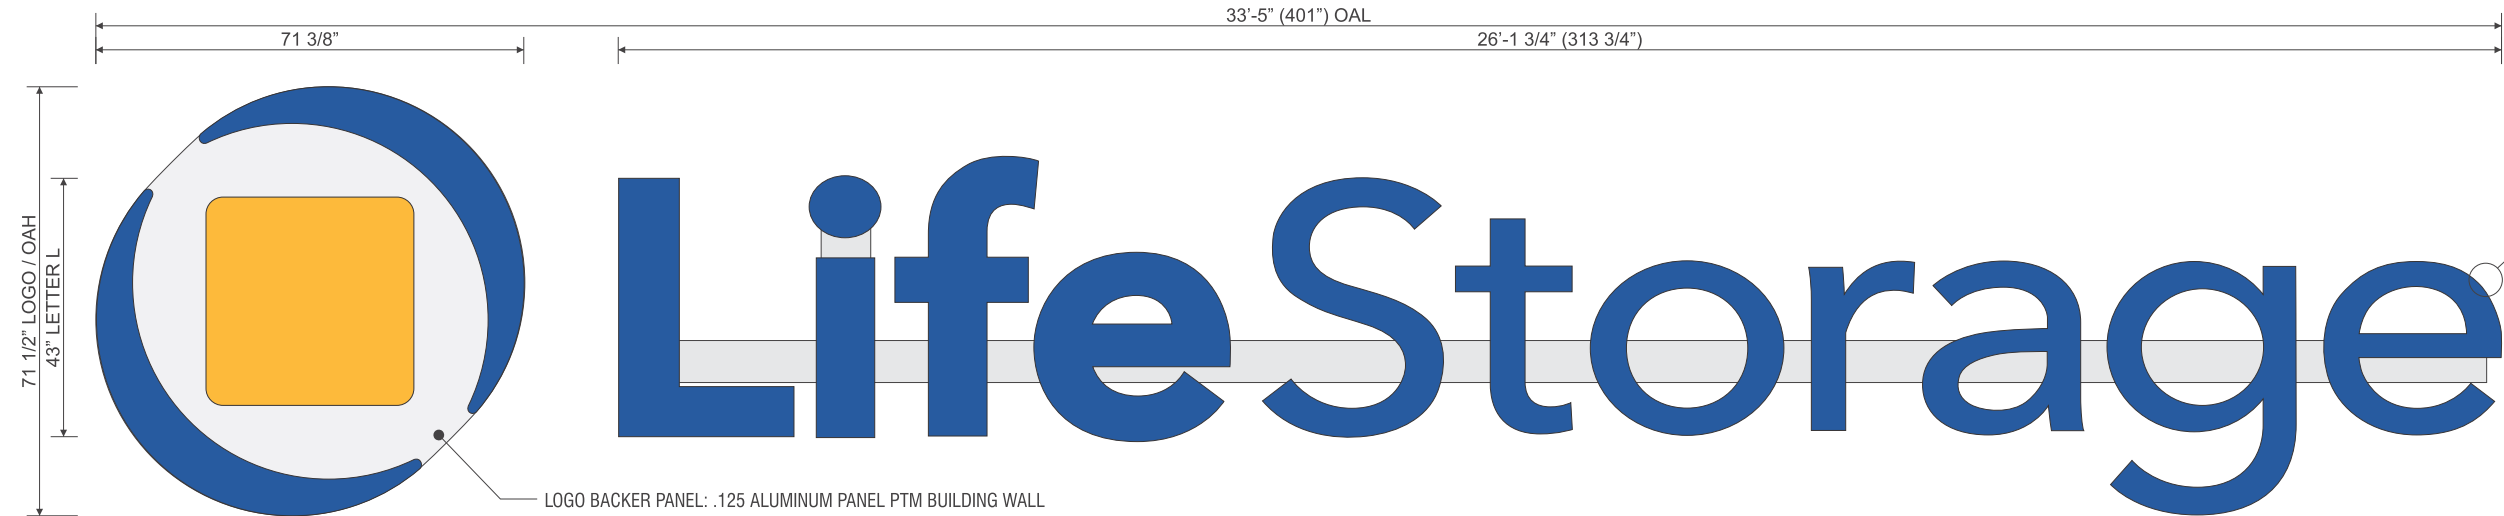 33’-5” (401”) OAL
71 3/8”
26’-1 3/4” (313 3/4”)
71 1/2” LOGO / OAH
43” LETTER L
LifeStorage
LOGO BACKER PANEL: .125 ALUMINUM PANEL PTM BUILDING WALL